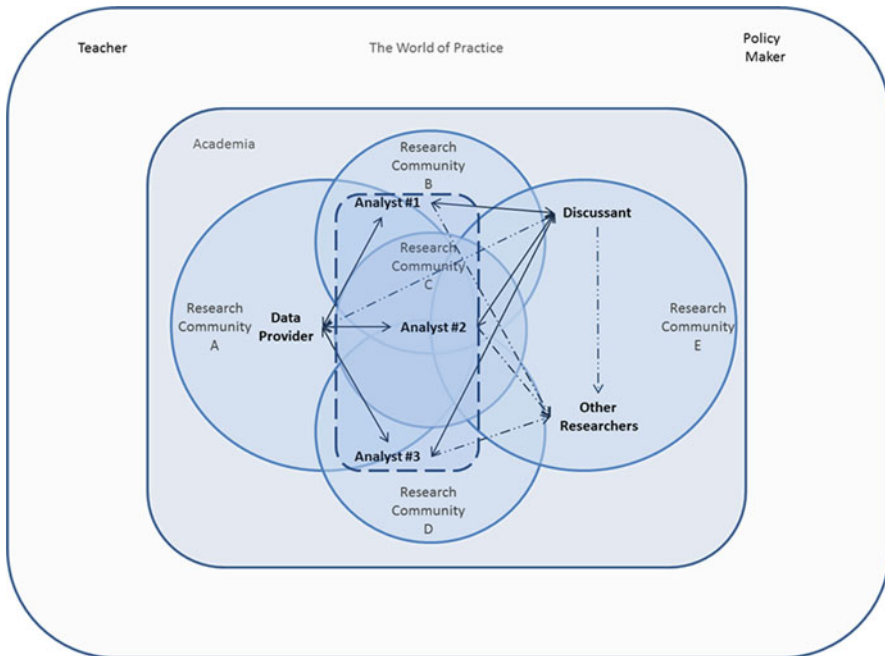 Teacher
The World of Practice
Policy
Maker
Academia
Research
Community
B
Analyst #1
Discussant
Research
Community
C
Research
Community
A
Data
Provider
Analyst #2
Research
Community
E
Other
Researchers
Analyst #3
Research
Community
D